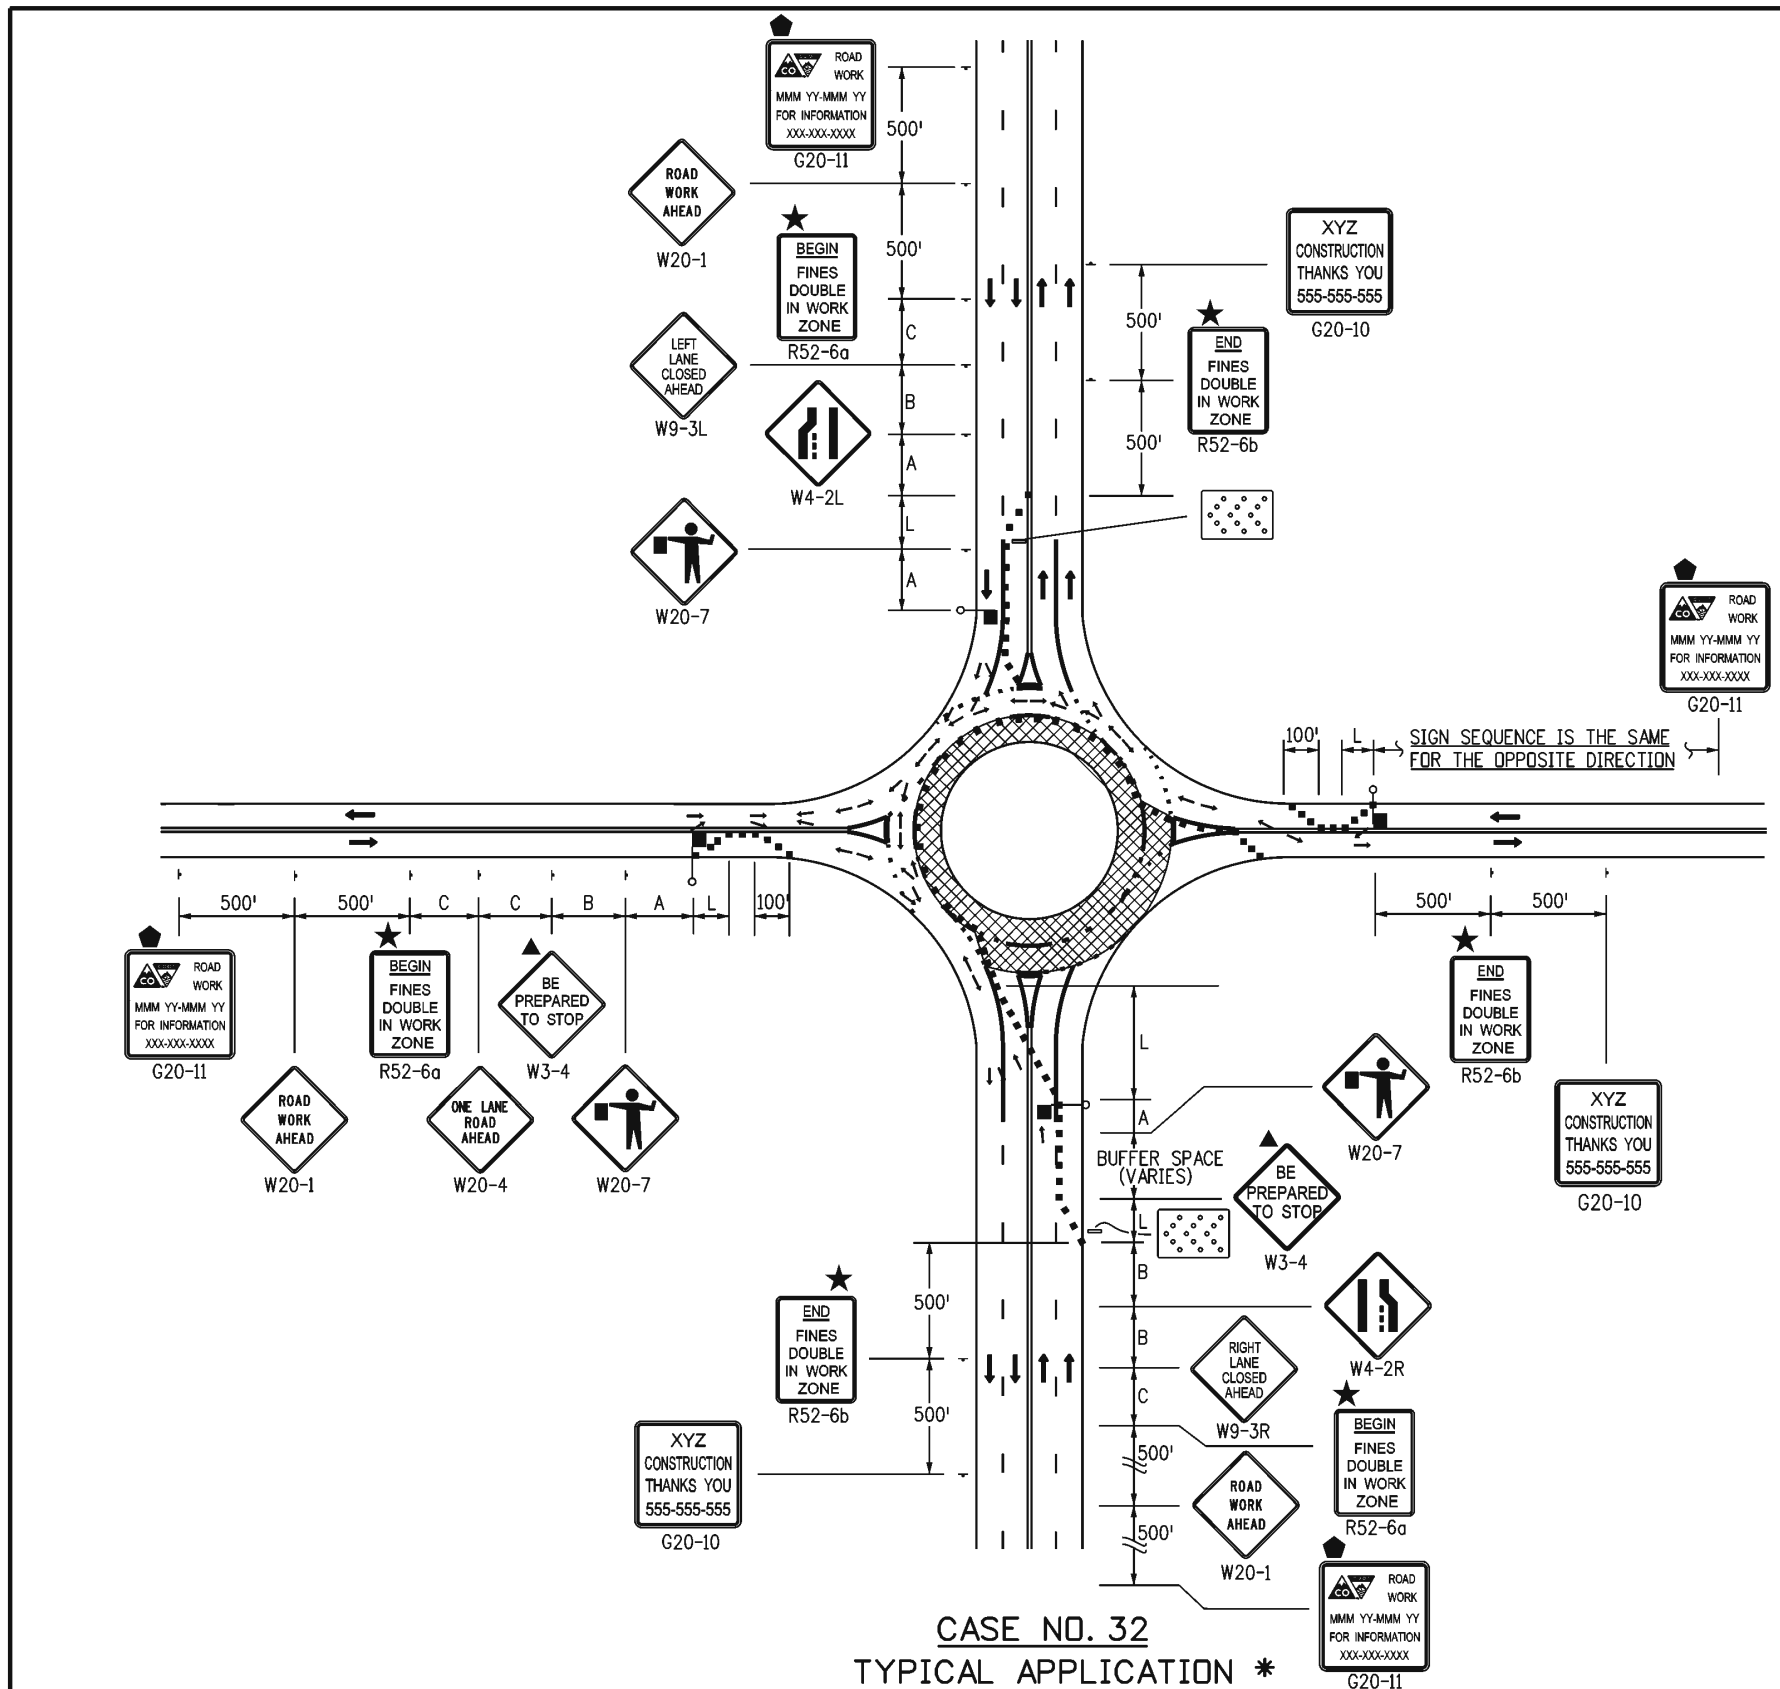 CO
ROAD
WORK
MMM YY-MMM YY
FOR INFORMATION
XXX-XXX-XXXX
G20-11
500'
ROAD
WORK
AHEAD
W20-1
500'
BEGIN
FINES
DOUBLE
IN WORK
ZONE
R52-6a
C
LEFT
LANE
CLOSED
AHEAD
W9-3L
B
A
W4-2L
L
W20-7
A
XYZ
CONSTRUCTION
THANKS YOU
555-555-555
G20-10
500'
END
FINES
DOUBLE
IN WORK
ZONE
R52-6b
500'
CO
ROAD
WORK
MMM YY-MMM YY
FOR INFORMATION
XXX-XXX-XXXX
G20-11
100'
L
SIGN SEQUENCE IS THE SAME
FOR THE OPPOSITE DIRECTION
500'
500'
C
C
B
A
L
100'
500'
500'
CO
ROAD
WORK
MMM YY-MMM YY
FOR INFORMATION
XXX-XXX-XXXX
G20-11
ROAD
WORK
AHEAD
W20-1
BEGIN
FINES
DOUBLE
IN WORK
ZONE
R52-6a
ONE LANE
ROAD
AHEAD
W20-4
BE
PREPARED
TO STOP
W3-4
W20-7
END
FINES
DOUBLE
IN WORK
ZONE
R52-6b
XYZ
CONSTRUCTION
THANKS YOU
555-555-555
G20-10
L
A
W20-7
BUFFER SPACE
(VARIES)
BE
PREPARED
TO STOP
W3-4
L
B
W4-2R
B
RIGHT
LANE
CLOSED
AHEAD
W9-3R
C
500'
BEGIN
FINES
DOUBLE
IN WORK
ZONE
R52-6a
ROAD
WORK
AHEAD
W20-1
500'
CO
ROAD
WORK
MMM YY-MMM YY
FOR INFORMATION
XXX-XXX-XXXX
G20-11
500'
END
FINES
DOUBLE
IN WORK
ZONE
R52-6b
500'
XYZ
CONSTRUCTION
THANKS YOU
555-555-555
G20-10
CASE NO. 32
TYPICAL APPLICATION *